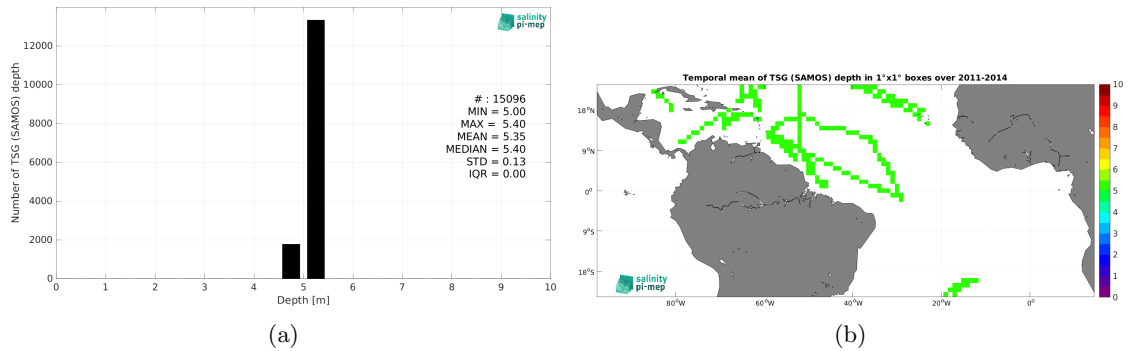 salinity
pi-mep
12000
10000
8000
6000
4000
2000
0
Number of TSG (SAMOS) depth
# : 15096
MIN = 5.00
MAX = 5.40
MEAN = 5.35
MEDIAN = 5.40
STD = 0.13
IQR = 0.00
0 1 2 3 4 5 6 7 8 9 10
Depth [m]
(a)
Temporal mean of TSG (SAMOS) depth in 1°x1° boxes over 2011-2014
18°N
9°N
0°
9°S
18°S
80°W 60°W 40°W 20°W 0°
salinity
pi-mep
10
9
8
7
6
5
4
3
2
1
0
(b)